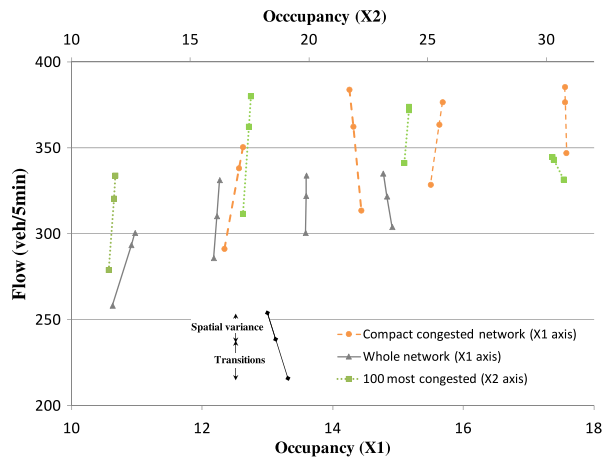 Occcupancy (X2)
10 15 20 25 30
400
350
300
250
200
Flow (veh/5min)
Spatial variance
Transitions
Compact congested network (X1 axis)
Whole network (X1 axis)
100 most congested (X2 axis)
10 12 14 16 18
Occupancy (X1)